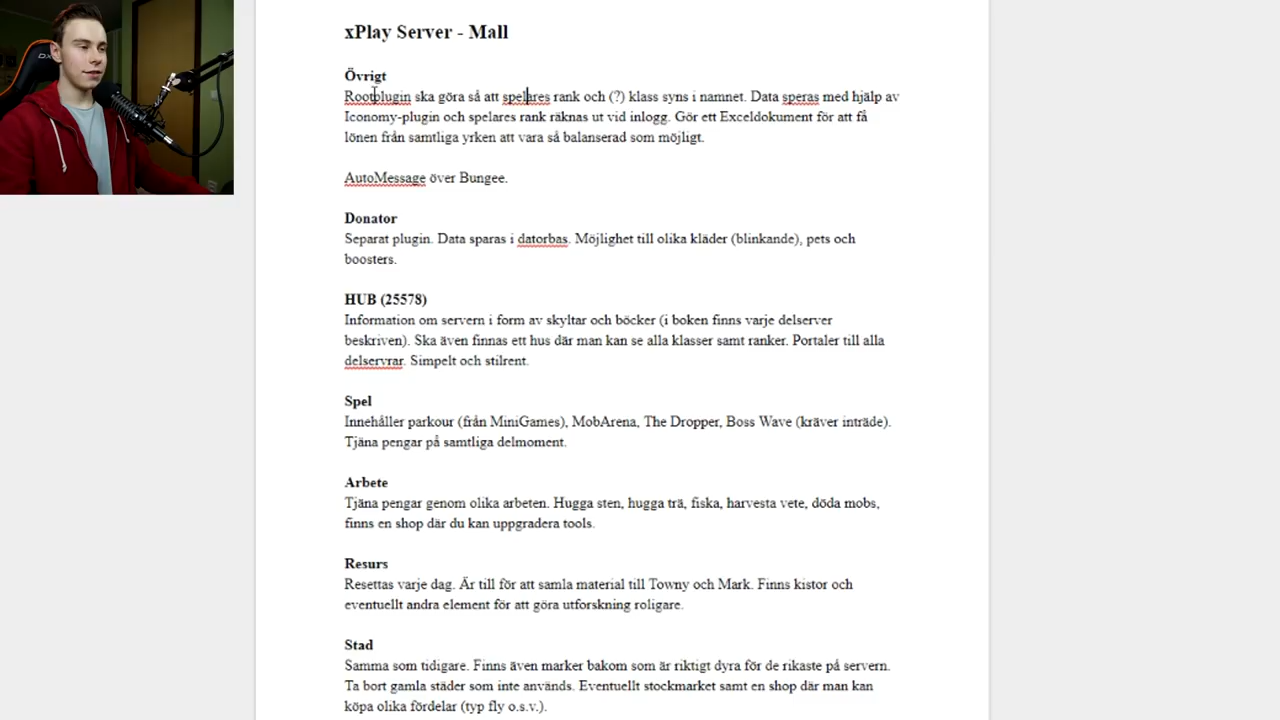 xPlay Server - Mall
Övrigt
Rootplugin ska göra så att spelares rank och (?) klass syns i namnet. Data speras med hjälp av
Iconomy-plugin och spelares rank räknas ut vid inlogg. Gör ett Exceldokument för att få
lönen från samtliga yrken att vara så balanserad som möjligt.
AutoMessage över Bungee.
Donator
Separat plugin. Data sparas i datorbas. Möjlighet till olika kläder (blinkande), pets och
boosters.
HUB (25578)
Information om servern i form av skyltar och böcker (i boken finns varje delserver
beskriven). Ska även finnas ett hus där man kan se alla klasser samt ranker. Portaler till alla
delservrar. Simpelt och stilrent.
Spel
Innehåller parkour (från MiniGames), MobArena, The Dropper, Boss Wave (kräver inträde).
Tjäna pengar på samtliga delmoment.
Arbete
Tjäna pengar genom olika arbeten. Hugga sten, hugga trä, fiska, harvesta vete, döda mobs,
finns en shop där du kan uppgradera tools.
Resurs
Resettas varje dag. Är till för att samla material till Towny och Mark. Finns kistor och
eventuellt andra element för att göra utforskning roligare.
Stad
Samma som tidigare. Finns även marker bakom som är riktigt dyra för de rikaste på servern.
Ta bort gamla städer som inte används. Eventuellt stockmarket samt en shop där man kan
köpa olika fördelar (typ fly o.s.v.).